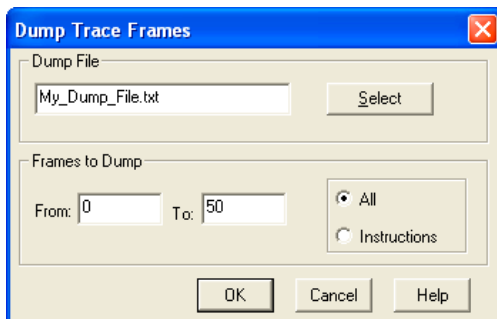 Dump Trace Frames
Dump File
My_Dump_File.txt
Select
Frames to Dump
From: 0 To: 50
All
Instructions
OK Cancel Help